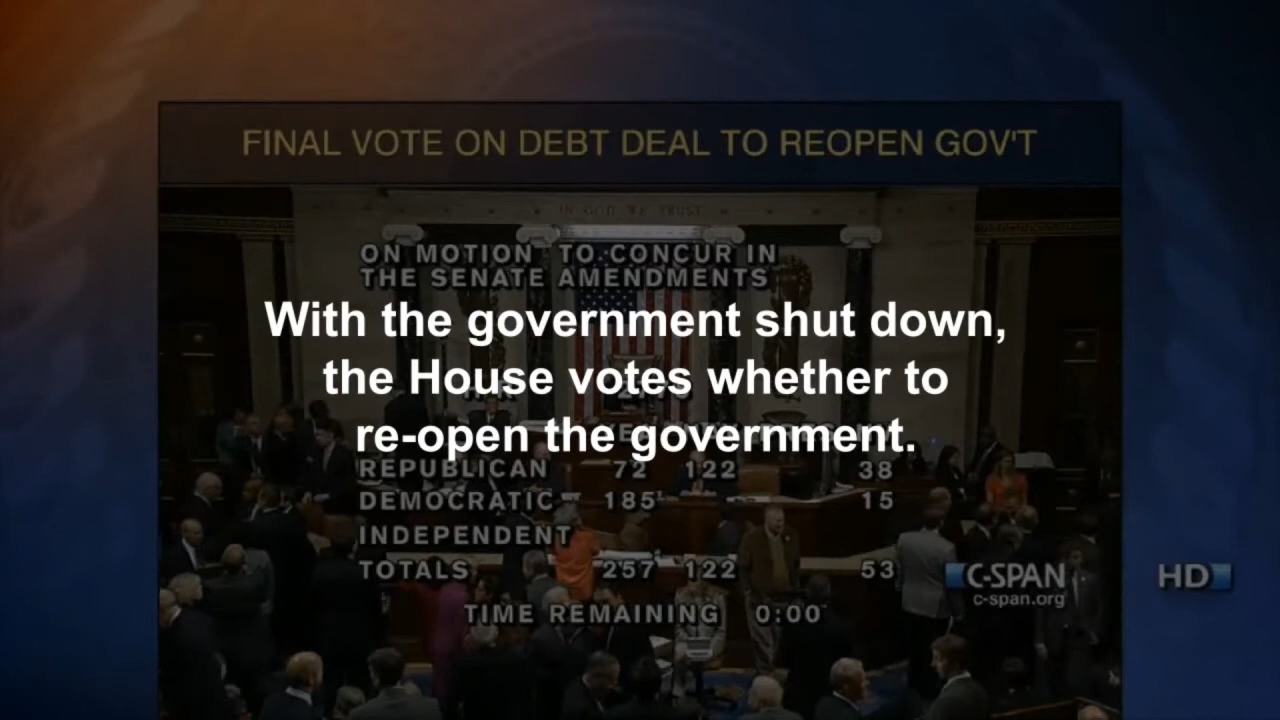 FINAL VOTE ON DEBT DEAL TO REOPEN GOV'T
IN GOD WE TRUST
ON MOTION TO CONCUR IN
THE SENATE AMENDMENTS
With the government shut down,
the House votes whether to
re-open the government.
REPUBLICAN 72 122 38
DEMOCRATIC 185 15
INDEPENDENT
TOTALS 257 122 53
C-SPAN
c-span.org
HD
TIME REMAINING 0:00